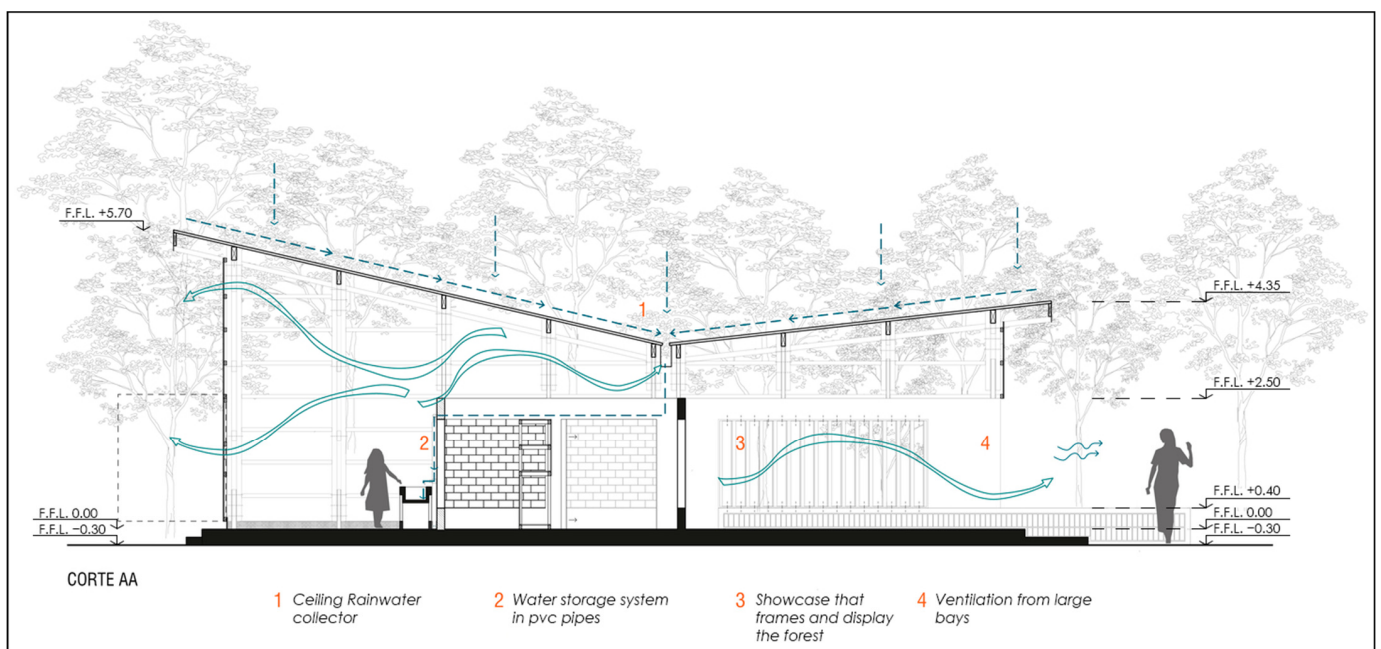 F.F.L. +5.70
1
F.F.L. +4.35
F.F.L. +2.50
2
3
4
F.F.L. +0.40
F.F.L. 0.00
F.F.L. 0.00
F.F.L. −0.30
F.F.L. −0.30
CORTE AA
1 Ceiling Rainwater
collector
2 Water storage system
in pvc pipes
3 Showcase that
frames and display
the forest
4 Ventilation from large
bays